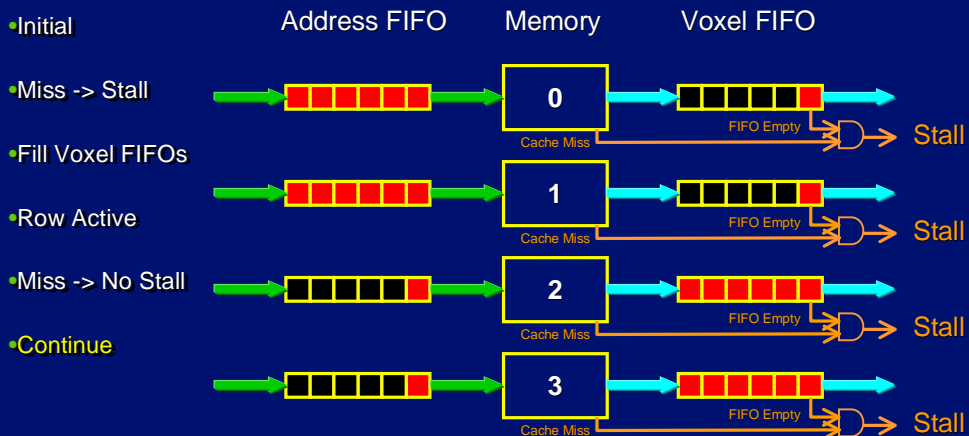 Address FIFO Memory Voxel FIFO
•Initial
•Miss -> Stall
•Fill Voxel FIFOs
•Row Active
•Miss -> No Stall
•Continue
0
FIFO Empty
Cache Miss
Stall
1
FIFO Empty
Cache Miss
Stall
2
FIFO Empty
Cache Miss
Stall
3
FIFO Empty
Cache Miss
Stall